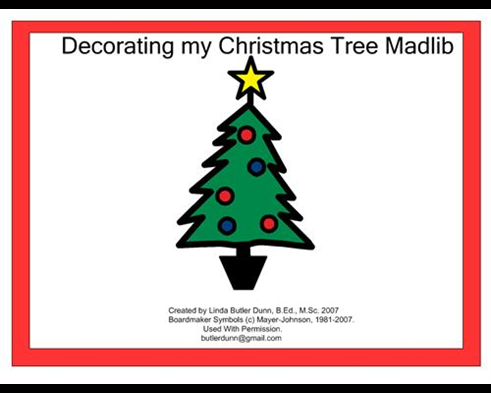 Decorating my Christmas Tree Madlib
Created by Linda Butler Dunn, B.Ed., M.Sc. 2007
Boardmaker Symbols (c) Mayer-Johnson, 1981-2007.
Used With Permission.
butlerdunn@gmail.com